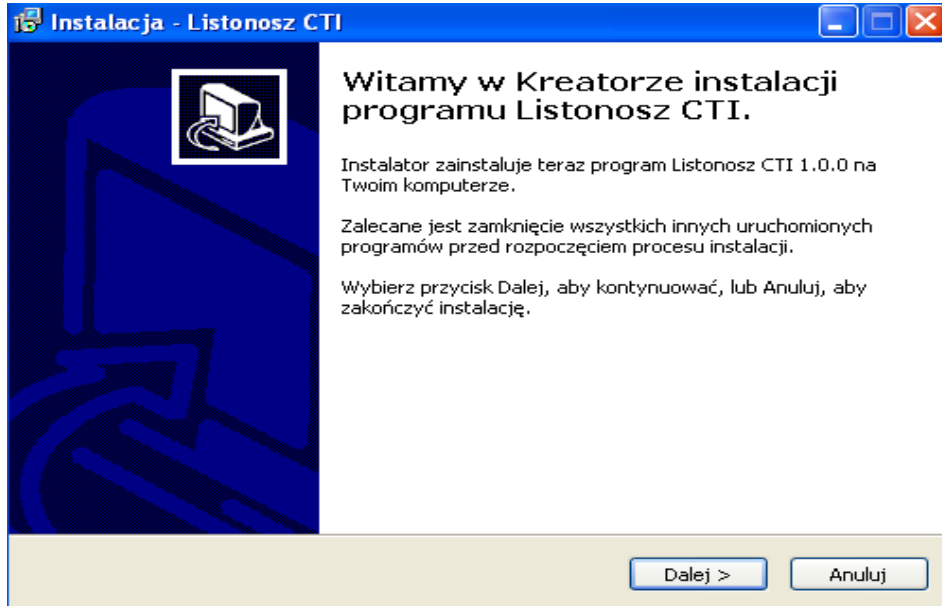 Instalacja - Listonosz CTI
Witamy w Kreatorze instalacji
programu Listonosz CTI.
Instalator zainstaluje teraz program Listonosz CTI 1.0.0 na
Twoim komputerze.
Zalecane jest zamknięcie wszystkich innych uruchomionych
programów przed rozpoczęciem procesu instalacji.
Wybierz przycisk Dalej, aby kontynuować, lub Anuluj, aby
zakończyć instalację.
Dalej >
Anuluj